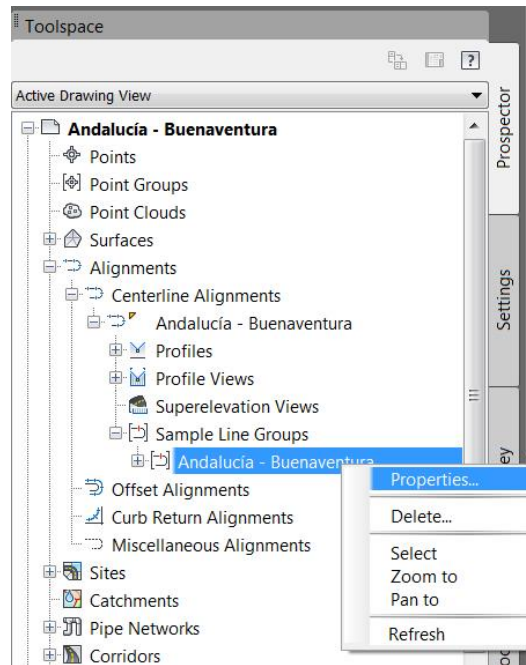 Toolspace
?
Active Drawing View
Andalucía - Buenaventura
Points
Point Groups
Point Clouds
Surfaces
Alignments
Centerline Alignments
Andalucía - Buenaventura
Profiles
Profile Views
Superelevation Views
Sample Line Groups
Andalucía - Buenaventura
Offset Alignments
Curb Return Alignments
Miscellaneous Alignments
Sites
Catchments
Pipe Networks
Corridors
Properties...
Delete...
Select
Zoom to
Pan to
Refresh
Prospector
Settings